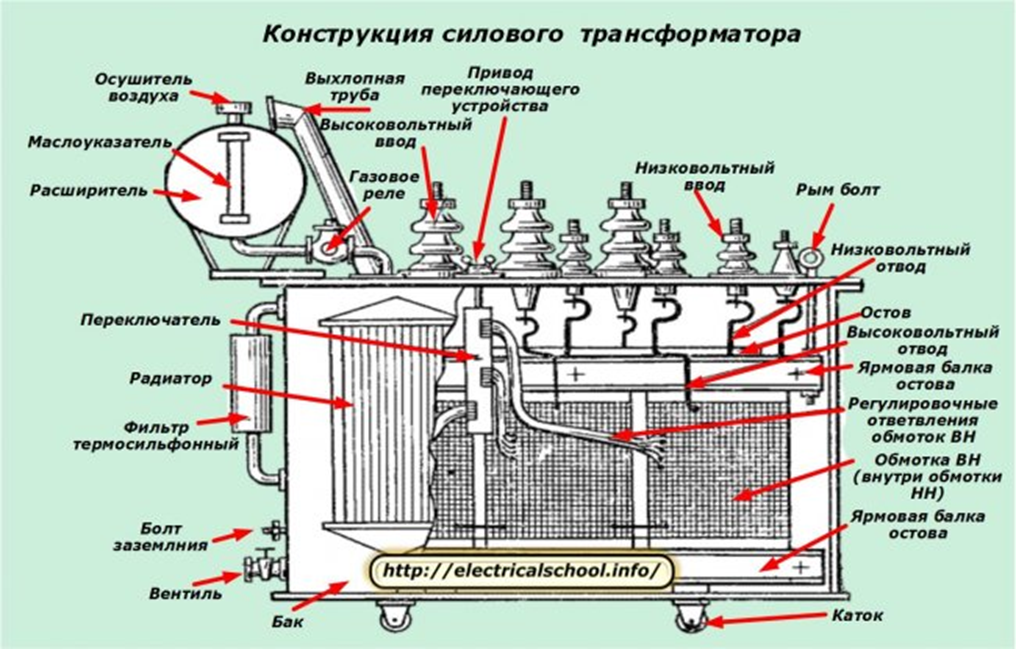 Конструкция силового трансформатора
Осушитель
воздуха
Выхлопная
труба
Привод
переключающего
устройства
Маслоуказатель
Высоковольтный
ввод
Расширитель
Газовое
реле
Низковольтный
ввод
Рым болт
Низковольтный
отвод
Переключатель
Остов
Высоковольтный
отвод
Радиатор
Ярмовая балка
остова
Фильтр
термосильфонный
Регулировочные
ответвления
обмоток ВН
Обмотка ВН
(внутри обмотки
НН)
Болт
заземлния
Ярмовая балка
остова
http://electricalschool.info/
Вентиль
Бак
Каток